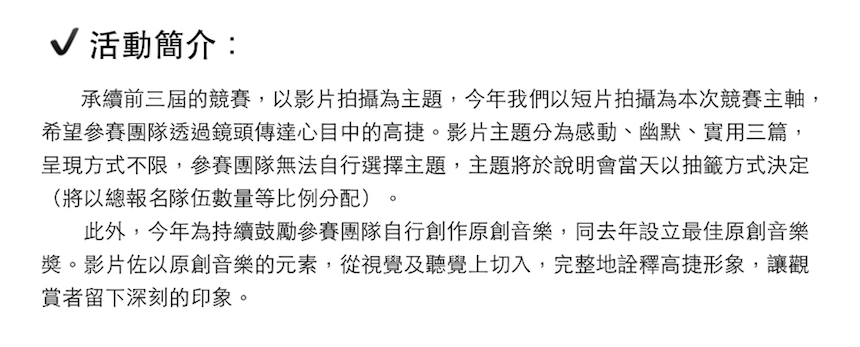 ✓ 活動簡介：
承續前三屆的競賽，以影片拍攝為主題，今年我們以短片拍攝為本次競賽主軸，
希望參賽團隊透過鏡頭傳達心目中的高捷。影片主題分為感動、幽默、實用三篇，
呈現方式不限，參賽團隊無法自行選擇主題，主題將於說明會當天以抽籤方式決定
（將以總報名隊伍數量等比例分配）。
此外，今年為持續鼓勵參賽團隊自行創作原創音樂，同去年設立最佳原創音樂
獎。影片佐以原創音樂的元素，從視覺及聽覺上切入，完整地詮釋高捷形象，讓觀
賞者留下深刻的印象。